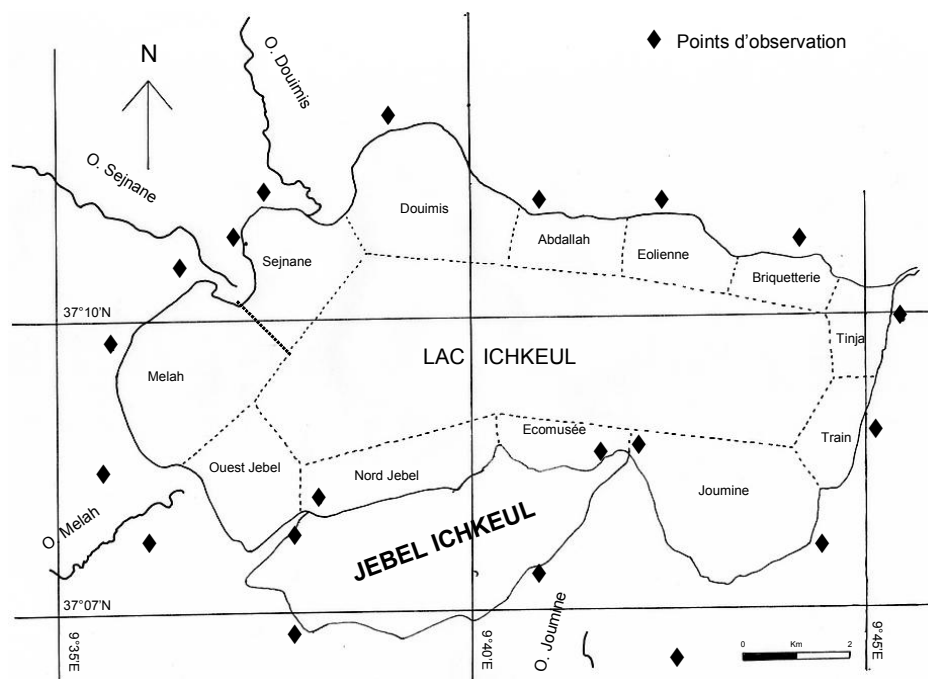 Points d'observation
N
O. Douimis
O. Sejnane
Douimis
Abdallah
Eolienne
Sejnane
Briquetterie
37°10'N
Tinja
LAC ICHKEUL
Melah
Ecomusée
Train
Ouest Jebel
Nord Jebel
Joumine
O. Melah
JEBEL ICHKEUL
37°07'N
O. Joumine
9°35'E
9°40'E
9°45'E
0 Km 2